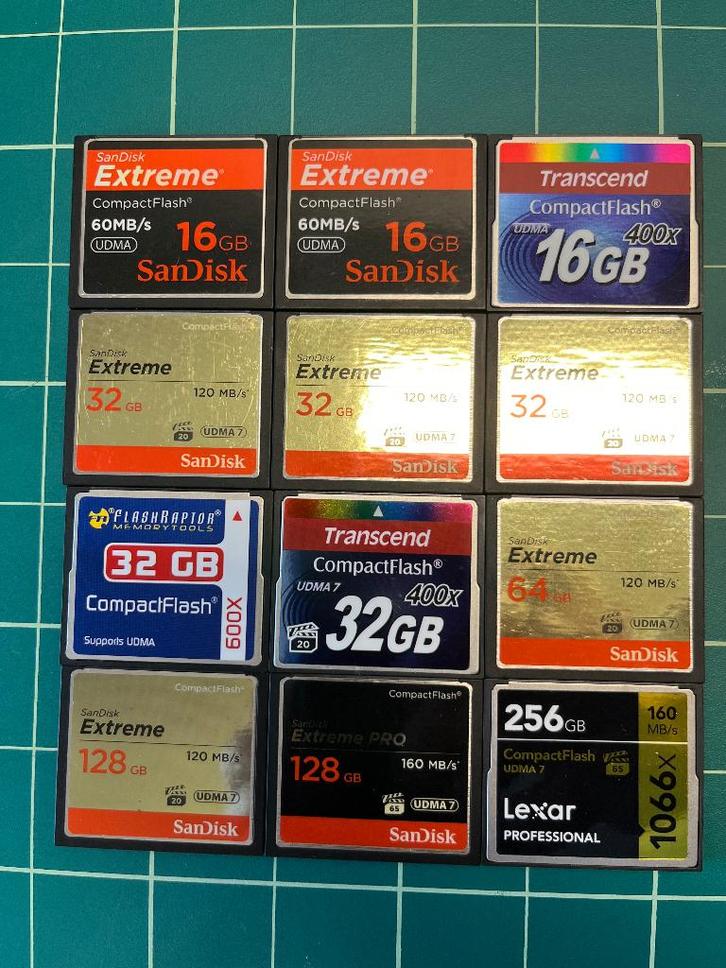 SanDisk
Extreme®
CompactFlash®
60MB/s
UDMA
16GB
SanDisk
SanDisk
Extreme®
CompactFlash®
60MB/s
UDMA
16GB
SanDisk
Transcend
CompactFlash®
UDMA 400x
16GB
CompactFlash®
SanDisk
Extreme
32 GB 120 MB/s*
20 UDMA 7
SanDisk
CompactFlash®
SanDisk
Extreme
32 GB 120 MB/s*
20 UDMA 7
SanDisk
CompactFlash®
SanDisk
Extreme
32 GB 120 MB/s*
20 UDMA 7
SanDisk
FR ®FLASHRAPTOR®
MEMORYTOOLS
32 GB
CompactFlash®
Supports UDMA
600X
Transcend
CompactFlash®
UDMA 7 400x
20 32GB
SanDisk
Extreme
64 GB 120 MB/s*
20 UDMA 7
SanDisk
CompactFlash®
SanDisk
Extreme
128 GB 120 MB/s*
20 UDMA 7
SanDisk
CompactFlash®
SanDisk
Extreme PRO
128 GB 160 MB/s*
65 UDMA 7
SanDisk
256GB
160
MB/s
CompactFlash
UDMA 7
65
Lexar
PROFESSIONAL
1066x